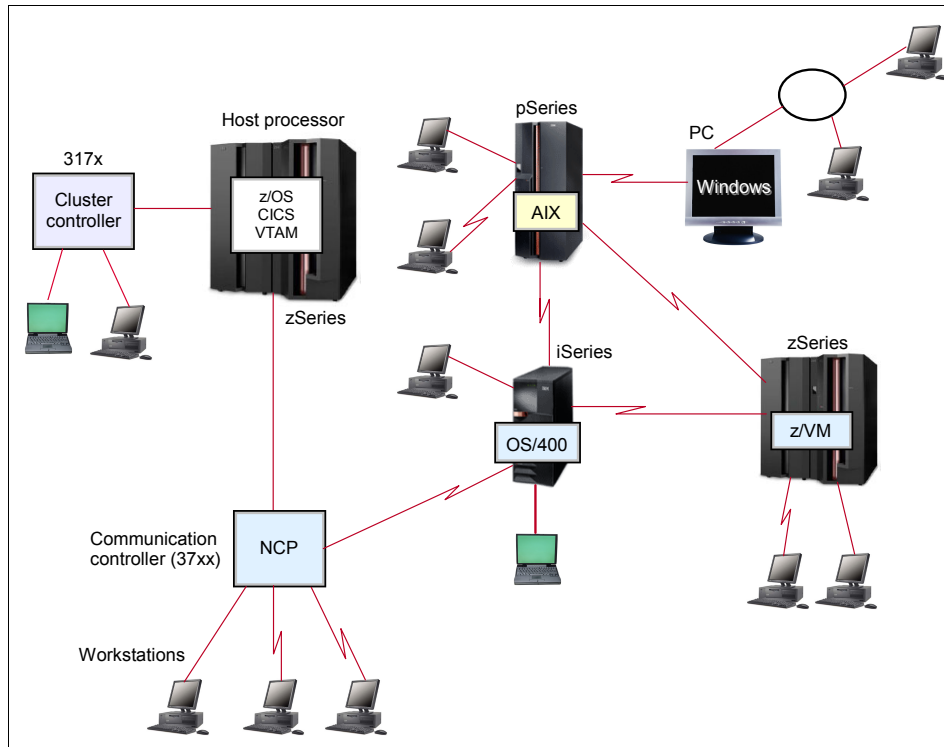 pSeries
Host processor
PC
317x
Cluster
controller
z/OS
CICS
VTAM
AIX
Windows
zSeries
iSeries
zSeries
OS/400
z/VM
Communication
controller (37xx)
NCP
Workstations